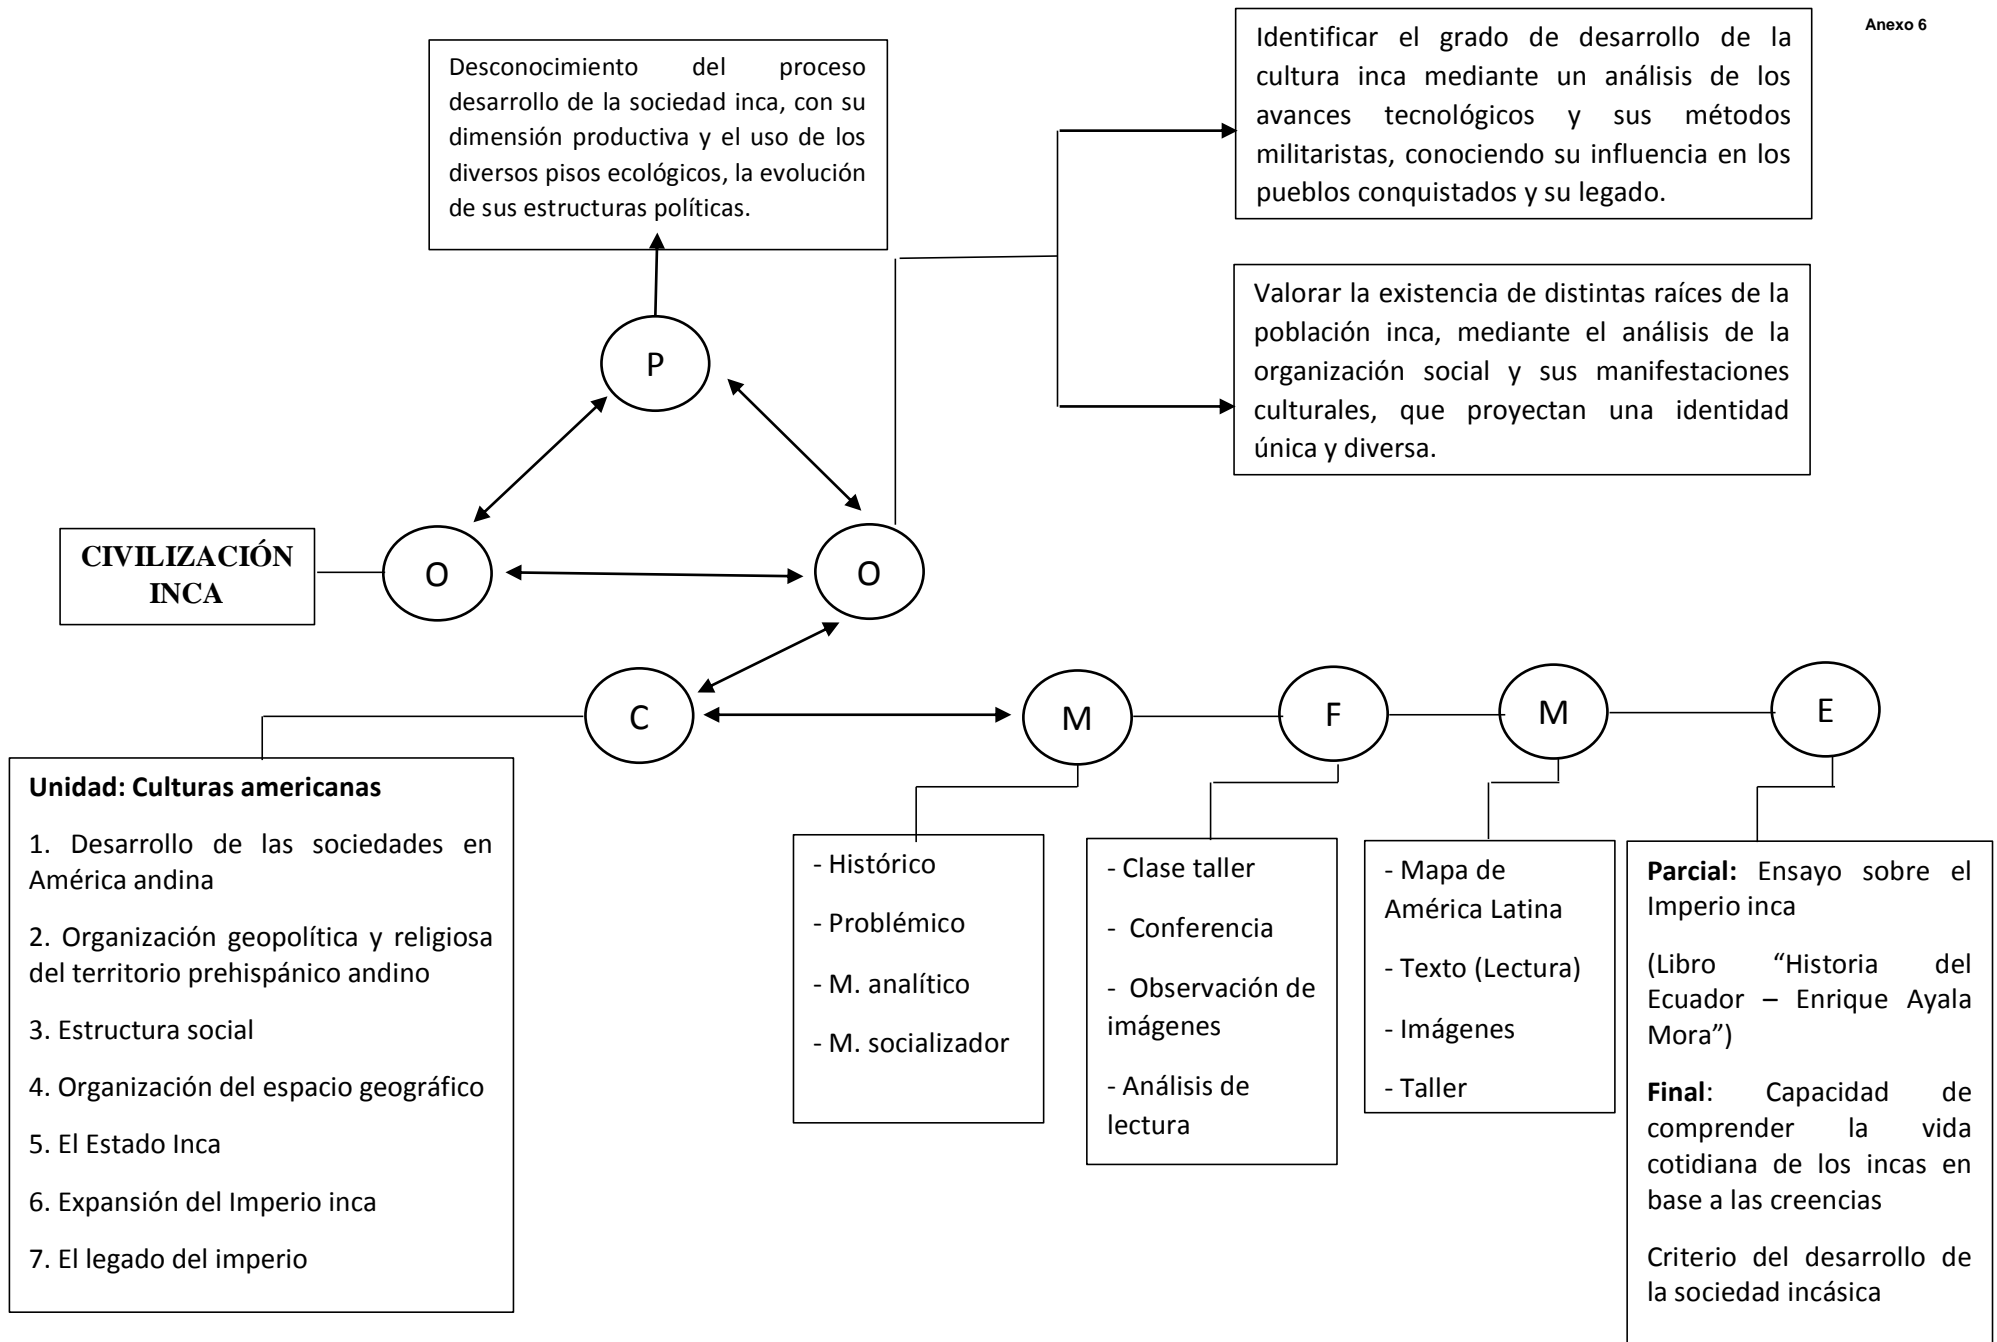 Anexo 6
Desconocimiento del proceso
desarrollo de la sociedad inca, con su
dimensión productiva y el uso de los
diversos pisos ecológicos, la evolución
de sus estructuras políticas.
Identificar el grado de desarrollo de la
cultura inca mediante un análisis de los
avances tecnológicos y sus métodos
militaristas, conociendo su influencia en los
pueblos conquistados y su legado.
Valorar la existencia de distintas raíces de la
población inca, mediante el análisis de la
organización social y sus manifestaciones
culturales, que proyectan una identidad
única y diversa.
P
CIVILIZACIÓN
INCA
O
O
C
M
F
M
E
Unidad: Culturas americanas
1. Desarrollo de las sociedades en
América andina
2. Organización geopolítica y religiosa
del territorio prehispánico andino
3. Estructura social
4. Organización del espacio geográfico
5. El Estado Inca
6. Expansión del Imperio inca
7. El legado del imperio
- Histórico
- Problémico
- M. analítico
- M. socializador
- Clase taller
- Conferencia
- Observación de
imágenes
- Análisis de
lectura
- Mapa de
América Latina
- Texto (Lectura)
- Imágenes
- Taller
Parcial: Ensayo sobre el
Imperio inca
(Libro “Historia del
Ecuador – Enrique Ayala
Mora”)
Final: Capacidad de
comprender la vida
cotidiana de los incas en
base a las creencias
Criterio del desarrollo de
la sociedad incásica